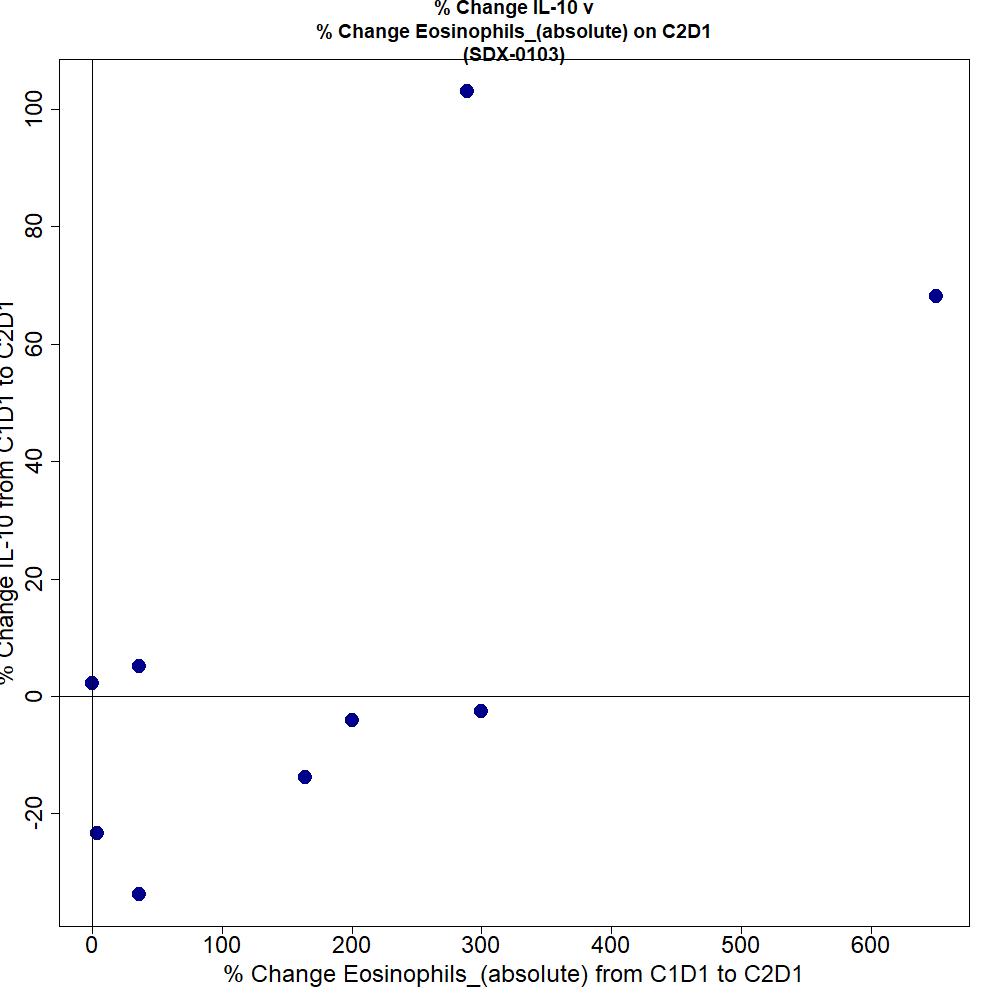 % Change IL-10 v
% Change Eosinophils_(absolute) on C2D1
(SDX-0103)
% Change IL-10 from C1D1 to C2D1
100
80
60
40
20
0
-20
0 100 200 300 400 500 600
% Change Eosinophils_(absolute) from C1D1 to C2D1